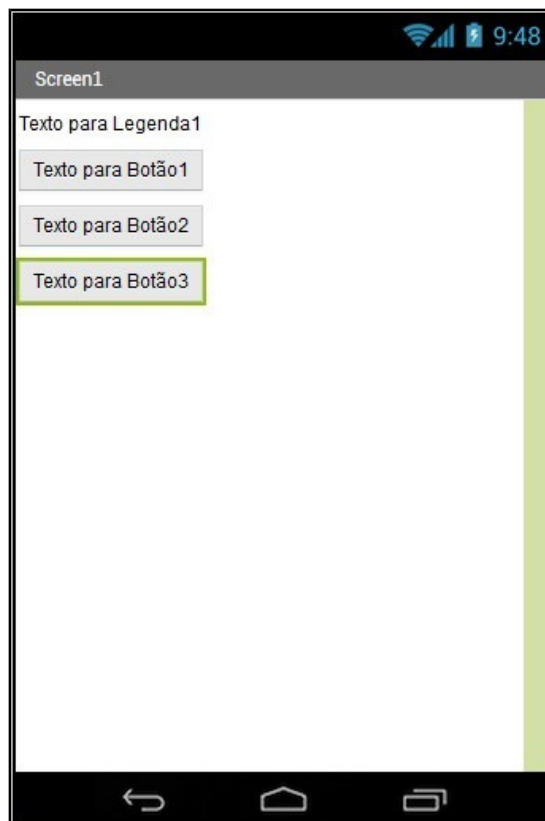 9:48
Screen1
Texto para Legenda1
Texto para Botão1
Texto para Botão2
Texto para Botão3